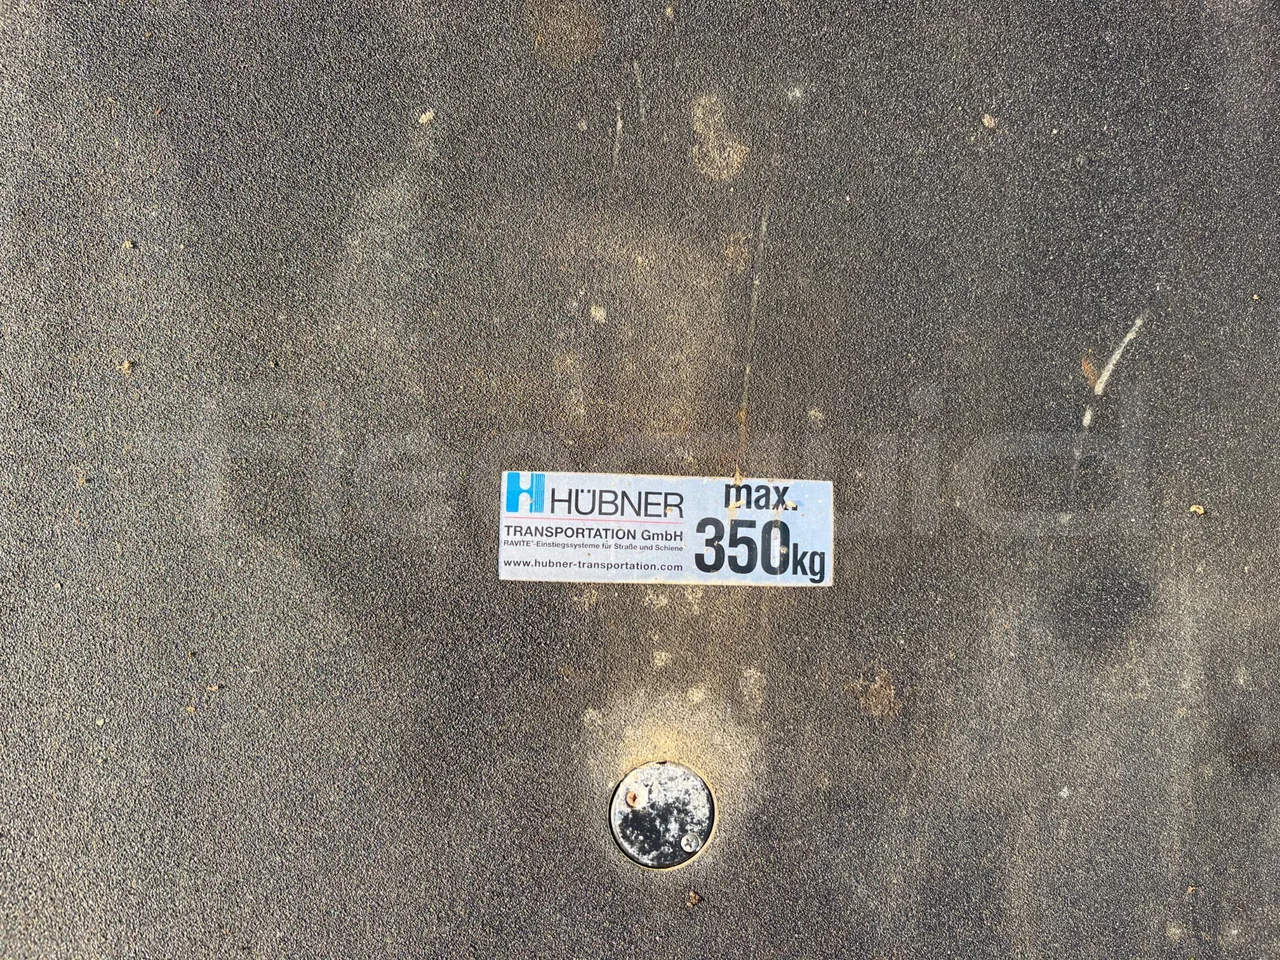 HÜBNER
TRANSPORTATION GmbH
RAVITE®-Einstiegssysteme für Straße und Schiene
www.hubner-transportation.com
max.
350kg